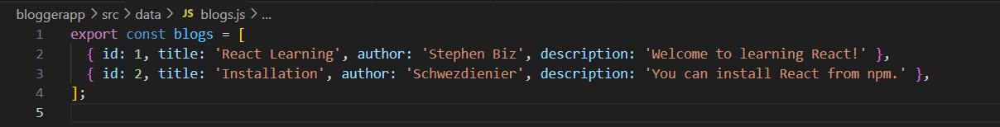 bloggerapp > src > data > JS blogs.js > ...
1 export const blogs = [
2 { id: 1, title: 'React Learning', author: 'Stephen Biz', description: 'Welcome to learning React!' },
3 { id: 2, title: 'Installation', author: 'Schwezdienier', description: 'You can install React from npm.' },
4 ];
5